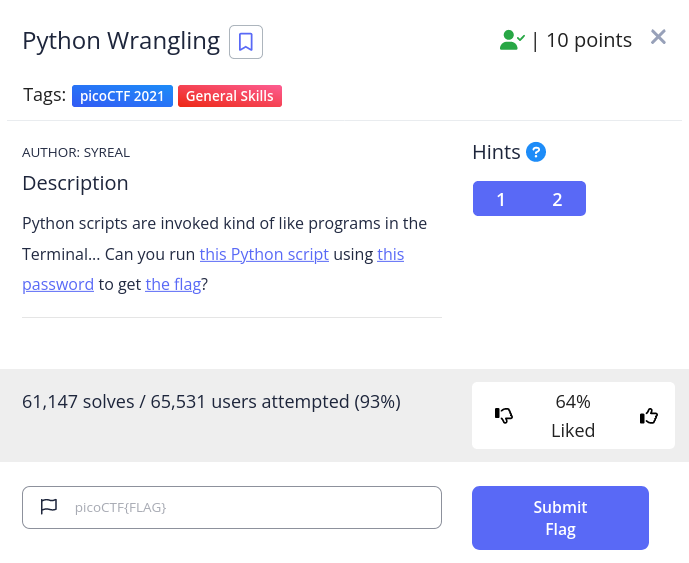 Python Wrangling
| 10 points
Tags: picoCTF 2021 General Skills
AUTHOR: SYREAL
Description
Python scripts are invoked kind of like programs in the
Terminal... Can you run this Python script using this
password to get the flag?
Hints ?
1 2
61,147 solves / 65,531 users attempted (93%)
64%
Liked
picoCTF{FLAG}
Submit
Flag